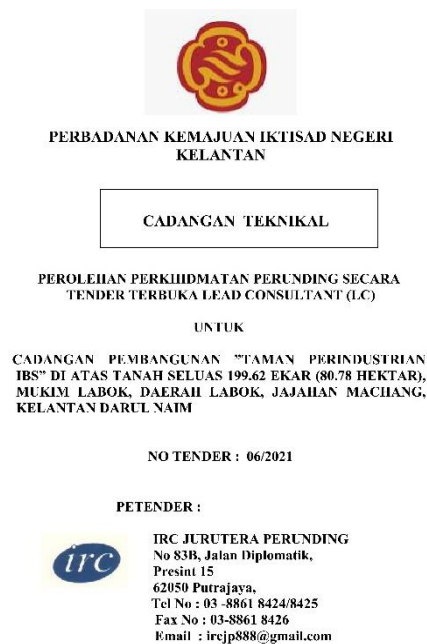 PERBADANAN KEMAJUAN IKTISAD NEGERI
KELANTAN
CADANGAN TEKNIKAL
PEROLEHAN PERKHIDMATAN PERUNDING SECARA
TENDER TERBUKA LEAD CONSULTANT (LC)
UNTUK
CADANGAN PEMBANGUNAN "TAMAN PERINDUSTRIAN
IBS" DI ATAS TANAH SELUAS 199.62 EKAR (80.78 HEKTAR),
MUKIM LABOK, DAERAH LABOK, JAJAHAN MACHANG,
KELANTAN DARUL NAIM
NO TENDER : 06/2021
PETENDER :
irc
IRC JURUTERA PERUNDING
No 83B, Jalan Diplomatik,
Presint 15
62050 Putrajaya,
Tel No : 03 -8861 8424/8425
Fax No : 03-8861 8426
Email : ircjp888@gmail.com